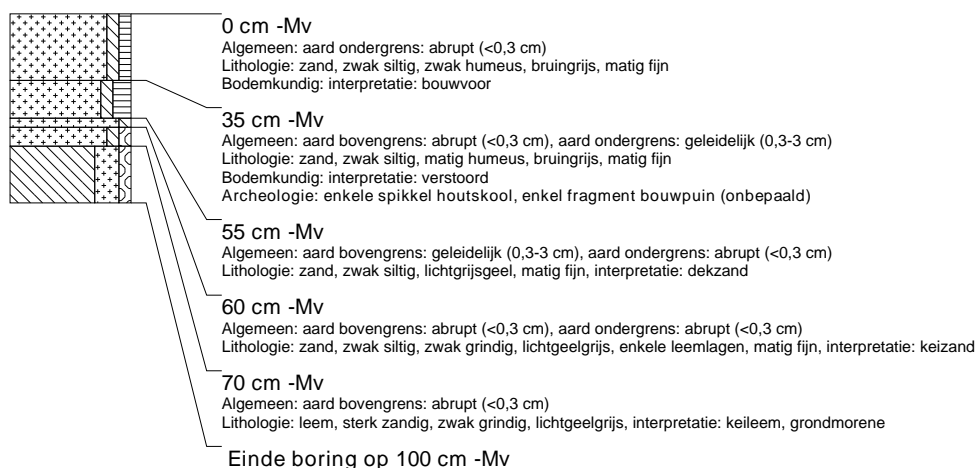 0 cm -Mv
Algemeen: aard ondergrens: abrupt (<0,3 cm)
Lithologie: zand, zwak siltig, zwak humeus, bruingrijs, matig fijn
Bodemkundig: interpretatie: bouwvoor
35 cm -Mv
Algemeen: aard bovengrens: abrupt (<0,3 cm), aard ondergrens: geleidelijk (0,3-3 cm)
Lithologie: zand, zwak siltig, matig humeus, bruingrijs, matig fijn
Bodemkundig: interpretatie: verstoord
Archeologie: enkele spikkel houtskool, enkel fragment bouwpuin (onbepaald)
55 cm -Mv
Algemeen: aard bovengrens: geleidelijk (0,3-3 cm), aard ondergrens: abrupt (<0,3 cm)
Lithologie: zand, zwak siltig, lichtgrijsgeel, matig fijn, interpretatie: dekzand
60 cm -Mv
Algemeen: aard bovengrens: abrupt (<0,3 cm), aard ondergrens: abrupt (<0,3 cm)
Lithologie: zand, zwak siltig, zwak grindig, lichtgeelgrijs, enkele leemlagen, matig fijn, interpretatie: keizand
70 cm -Mv
Algemeen: aard bovengrens: abrupt (<0,3 cm)
Lithologie: leem, sterk zandig, zwak grindig, lichtgeelgrijs, interpretatie: keileem, grondmorene
Einde boring op 100 cm -Mv